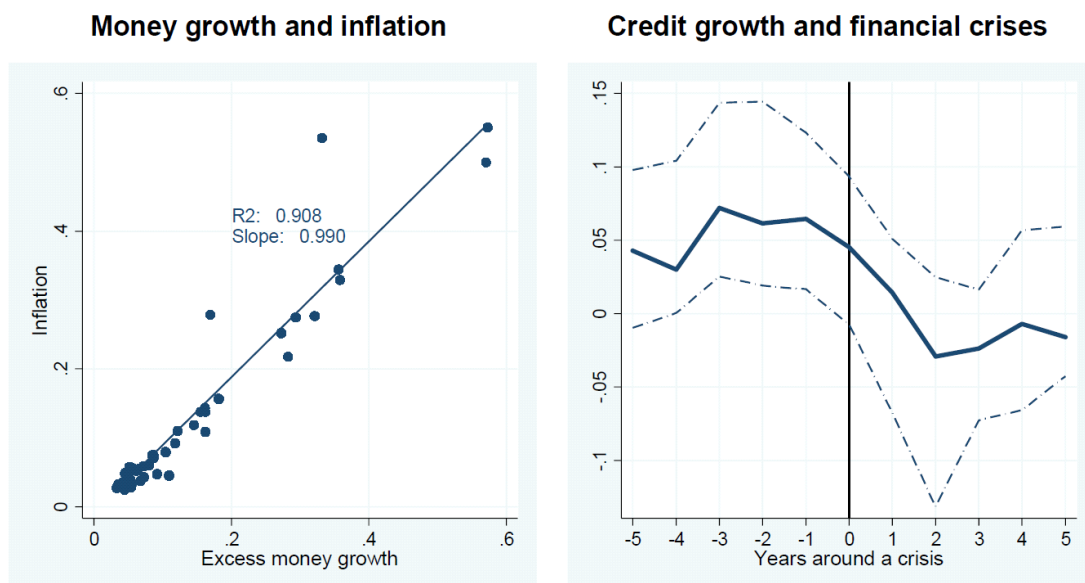 Money growth and inflation
.6
.4
.2
0
Inflation
R2: 0.908
Slope: 0.990
0 .2 .4 .6
Excess money growth
Credit growth and financial crises
.15
.1
.05
0
-.05
-.1
-5 -4 -3 -2 -1 0 1 2 3 4 5
Years around a crisis